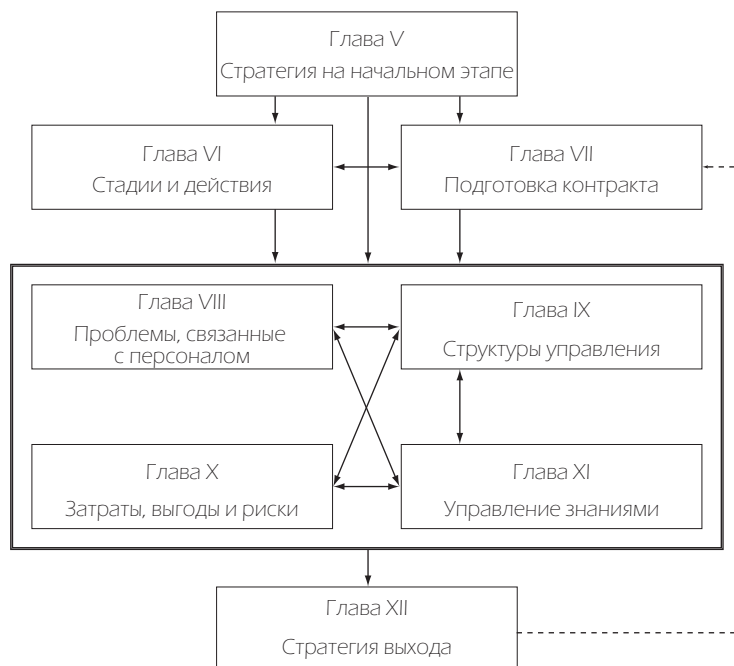 Глава V
Стратегия на начальном этапе
Глава VI
Стадии и действия
Глава VII
Подготовка контракта
Глава VIII
Проблемы, связанные
с персоналом
Глава IX
Структуры управления
Глава X
Затраты, выгоды и риски
Глава XI
Управление знаниями
Глава XII
Стратегия выхода